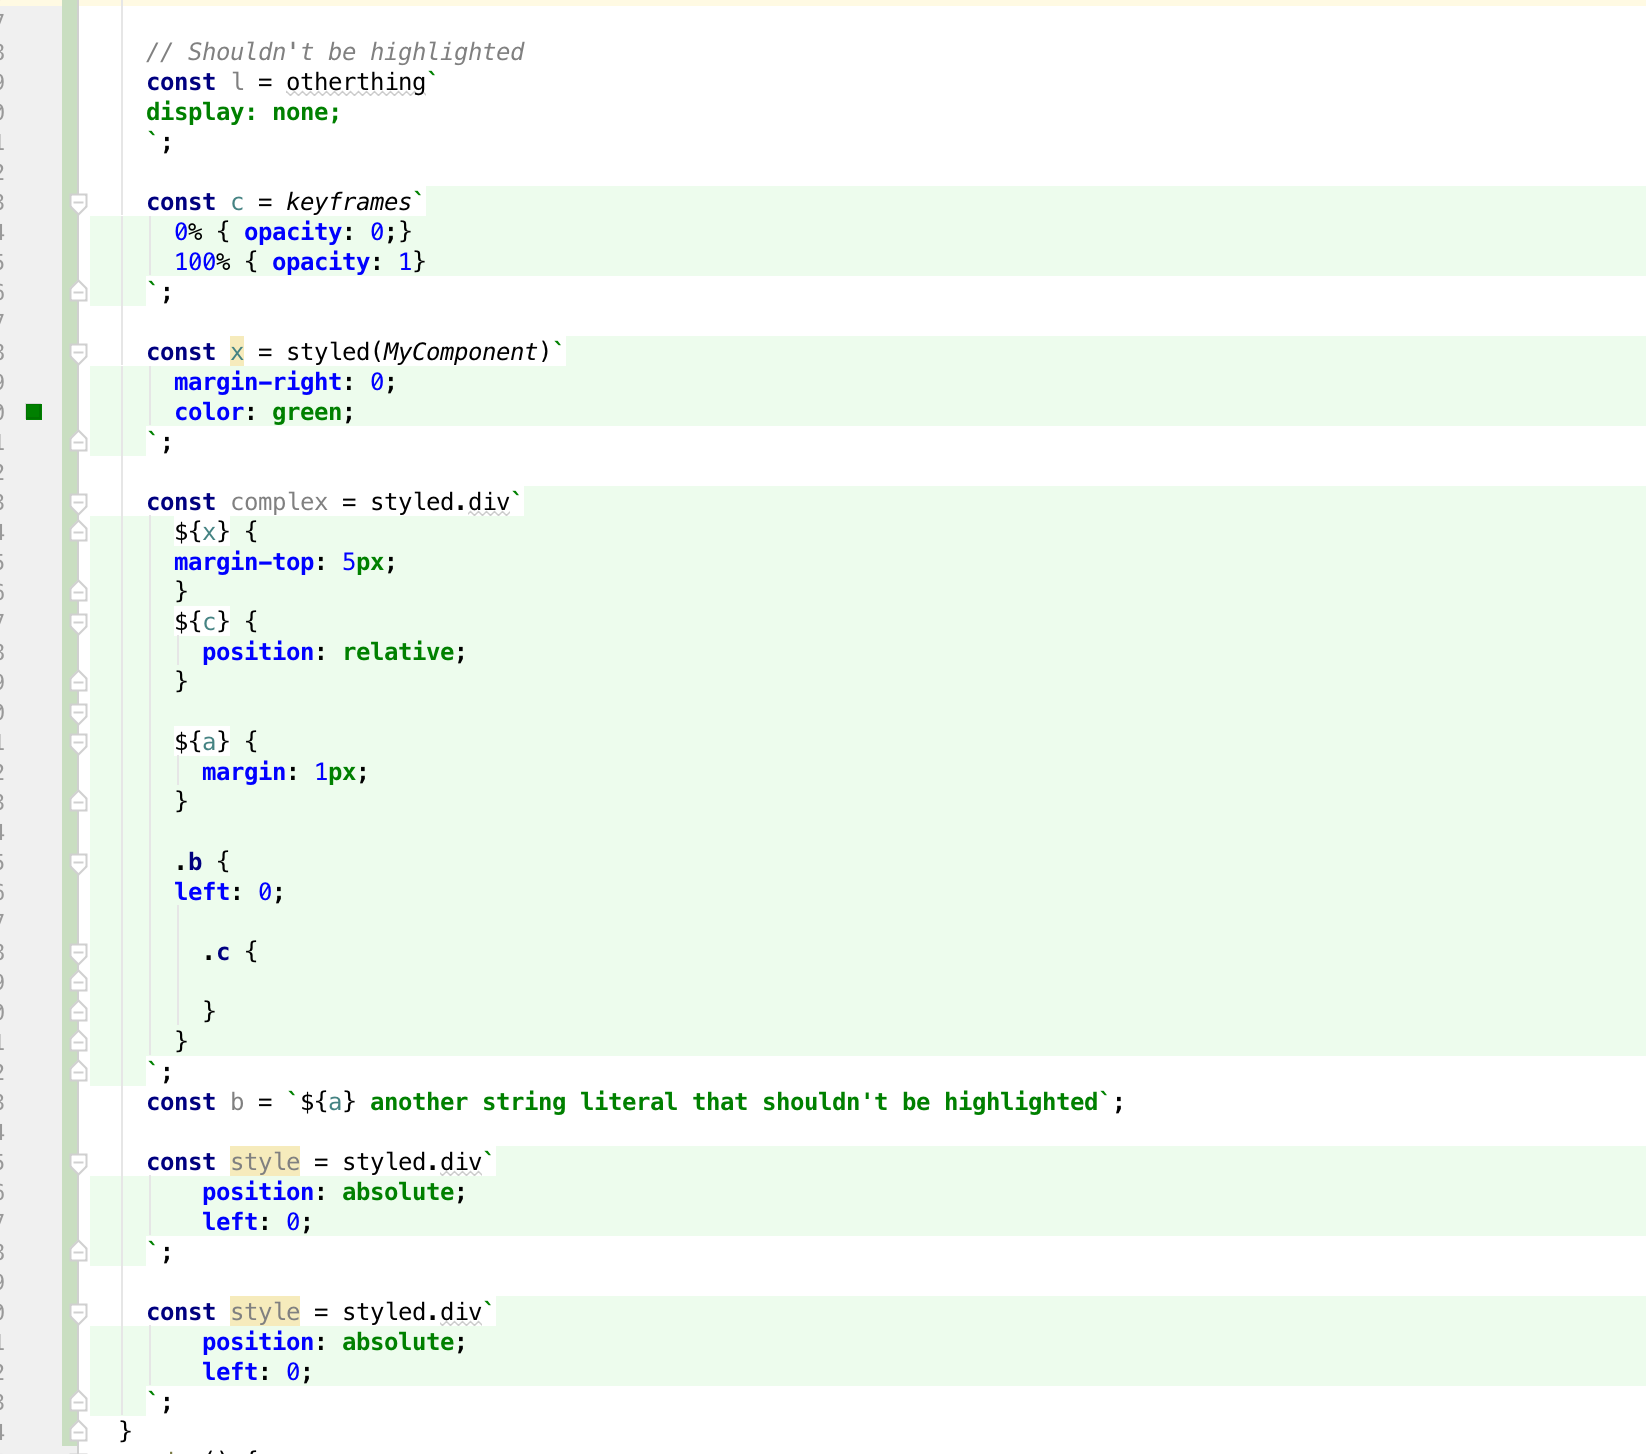 // Shouldn't be highlighted
const l = otherthing`
display: none;
`;
const c = keyframes`
0% { opacity: 0;}
100% { opacity: 1}
`;
const x = styled(MyComponent)`
margin-right: 0;
color: green;
`;
const complex = styled.div`
${x} {
margin-top: 5px;
}
${c} {
position: relative;
}
${a} {
margin: 1px;
}
.b {
left: 0;
.c {
}
}
`;
const b = `${a} another string literal that shouldn't be highlighted`;
const style = styled.div`
position: absolute;
left: 0;
`;
const style = styled.div`
position: absolute;
left: 0;
`;
}